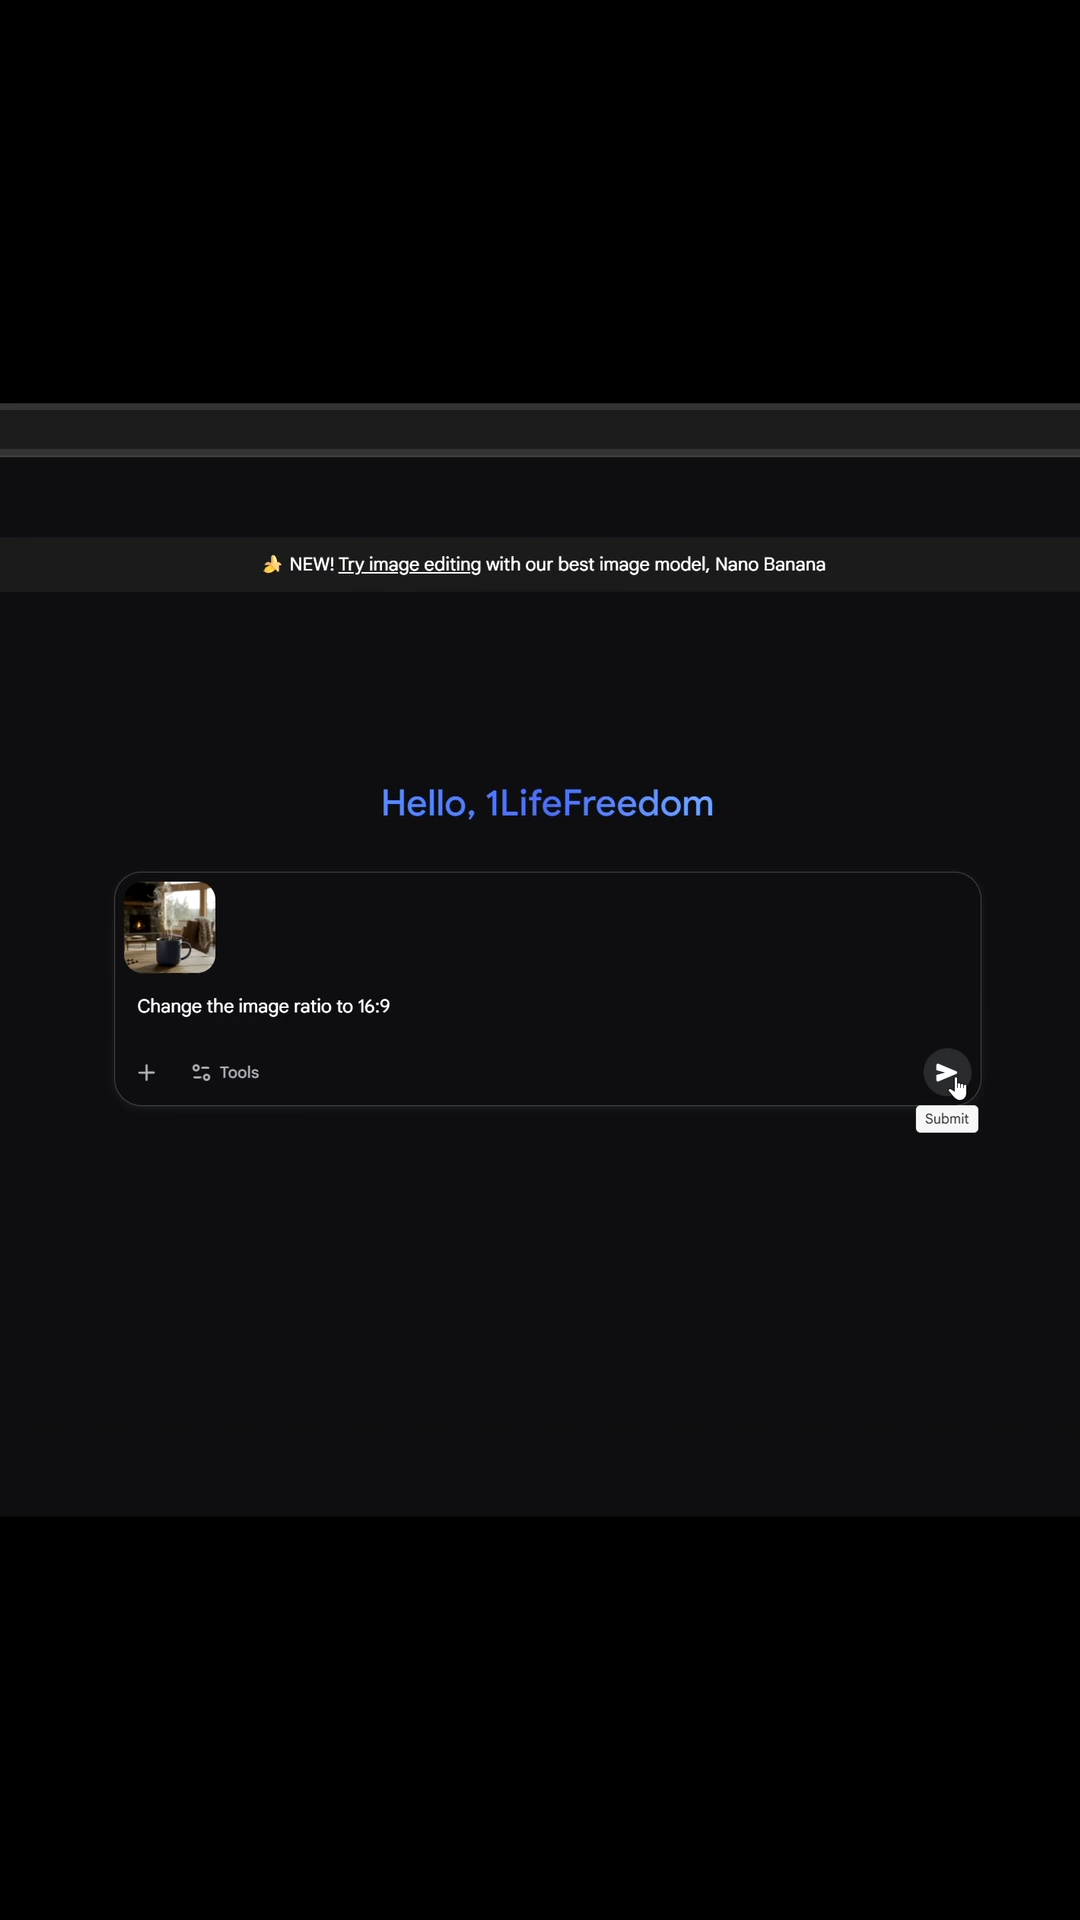 🍌 NEW! Try image editing with our best image model, Nano Banana
Hello, 1LifeFreedom
Change the image ratio to 16:9
Tools
Submit